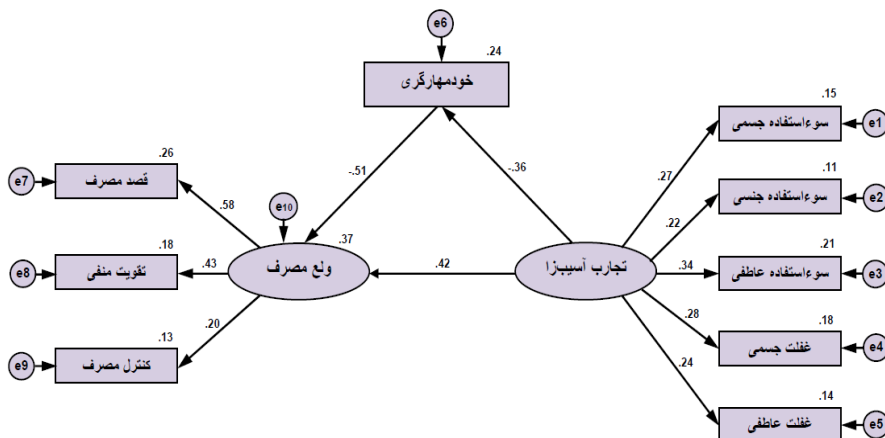 e6
.24
خودمهارگری
.15
سوءاستفاده جسمی
e1
-.51
-.36
.27
.26
قصد مصرف
e7
.58
e10
.37
.11
سوءاستفاده جنسی
e2
.22
.18
تقویت منفی
e8
.43
ولع مصرف
.42
تجارب آسیب‌زا
.34
.21
سوءاستفاده عاطفی
e3
.20
.13
کنترل مصرف
e9
.28
.18
غفلت جسمی
e4
.24
.14
غفلت عاطفی
e5